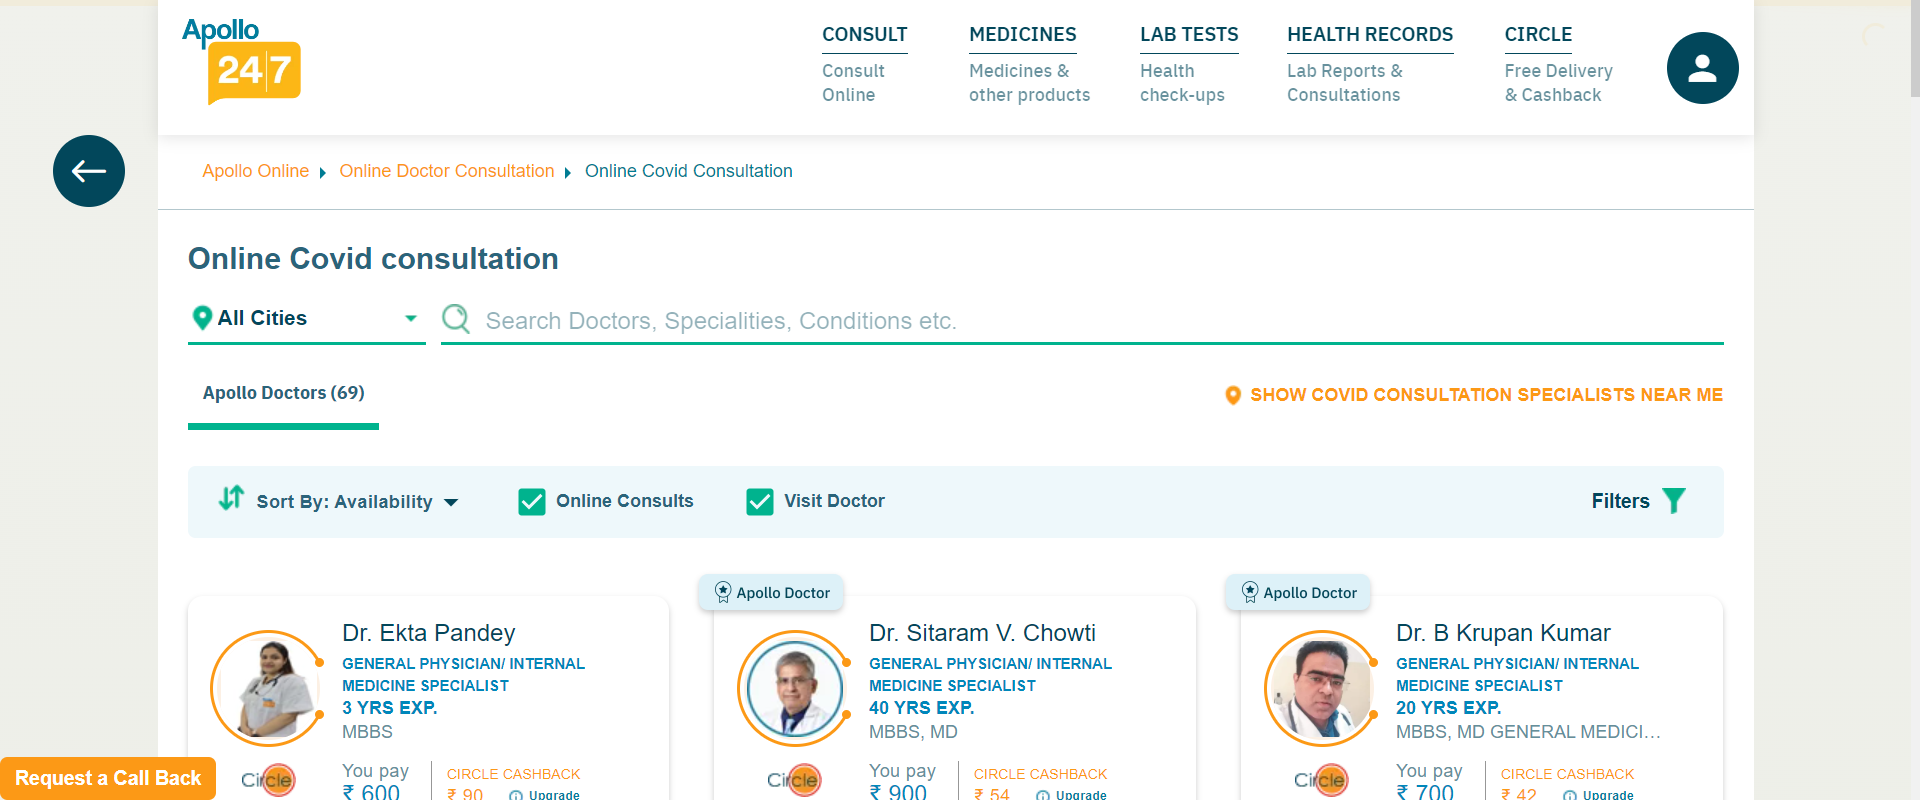 Apollo
24|7
CONSULT
Consult
Online
MEDICINES
Medicines &
other products
LAB TESTS
Health
check-ups
HEALTH RECORDS
Lab Reports &
Consultations
CIRCLE
Free Delivery
& Cashback
Apollo Online
Online Doctor Consultation
Online Covid Consultation
Online Covid consultation
All Cities
Search Doctors, Specialities, Conditions etc.
Apollo Doctors (69)
SHOW COVID CONSULTATION SPECIALISTS NEAR ME
Sort By: Availability
Online Consults
Visit Doctor
Filters
Dr. Ekta Pandey
GENERAL PHYSICIAN/ INTERNAL
MEDICINE SPECIALIST
3 YRS EXP.
MBBS
Circle
You pay
₹ 600
CIRCLE CASHBACK
₹ 90
Upgrade
Apollo Doctor
Dr. Sitaram V. Chowti
GENERAL PHYSICIAN/ INTERNAL
MEDICINE SPECIALIST
40 YRS EXP.
MBBS, MD
Circle
You pay
₹ 900
CIRCLE CASHBACK
₹ 54
Upgrade
Apollo Doctor
Dr. B Krupan Kumar
GENERAL PHYSICIAN/ INTERNAL
MEDICINE SPECIALIST
20 YRS EXP.
MBBS, MD GENERAL MEDICI...
Circle
You pay
₹ 700
CIRCLE CASHBACK
₹ 42
Upgrade
Request a Call Back